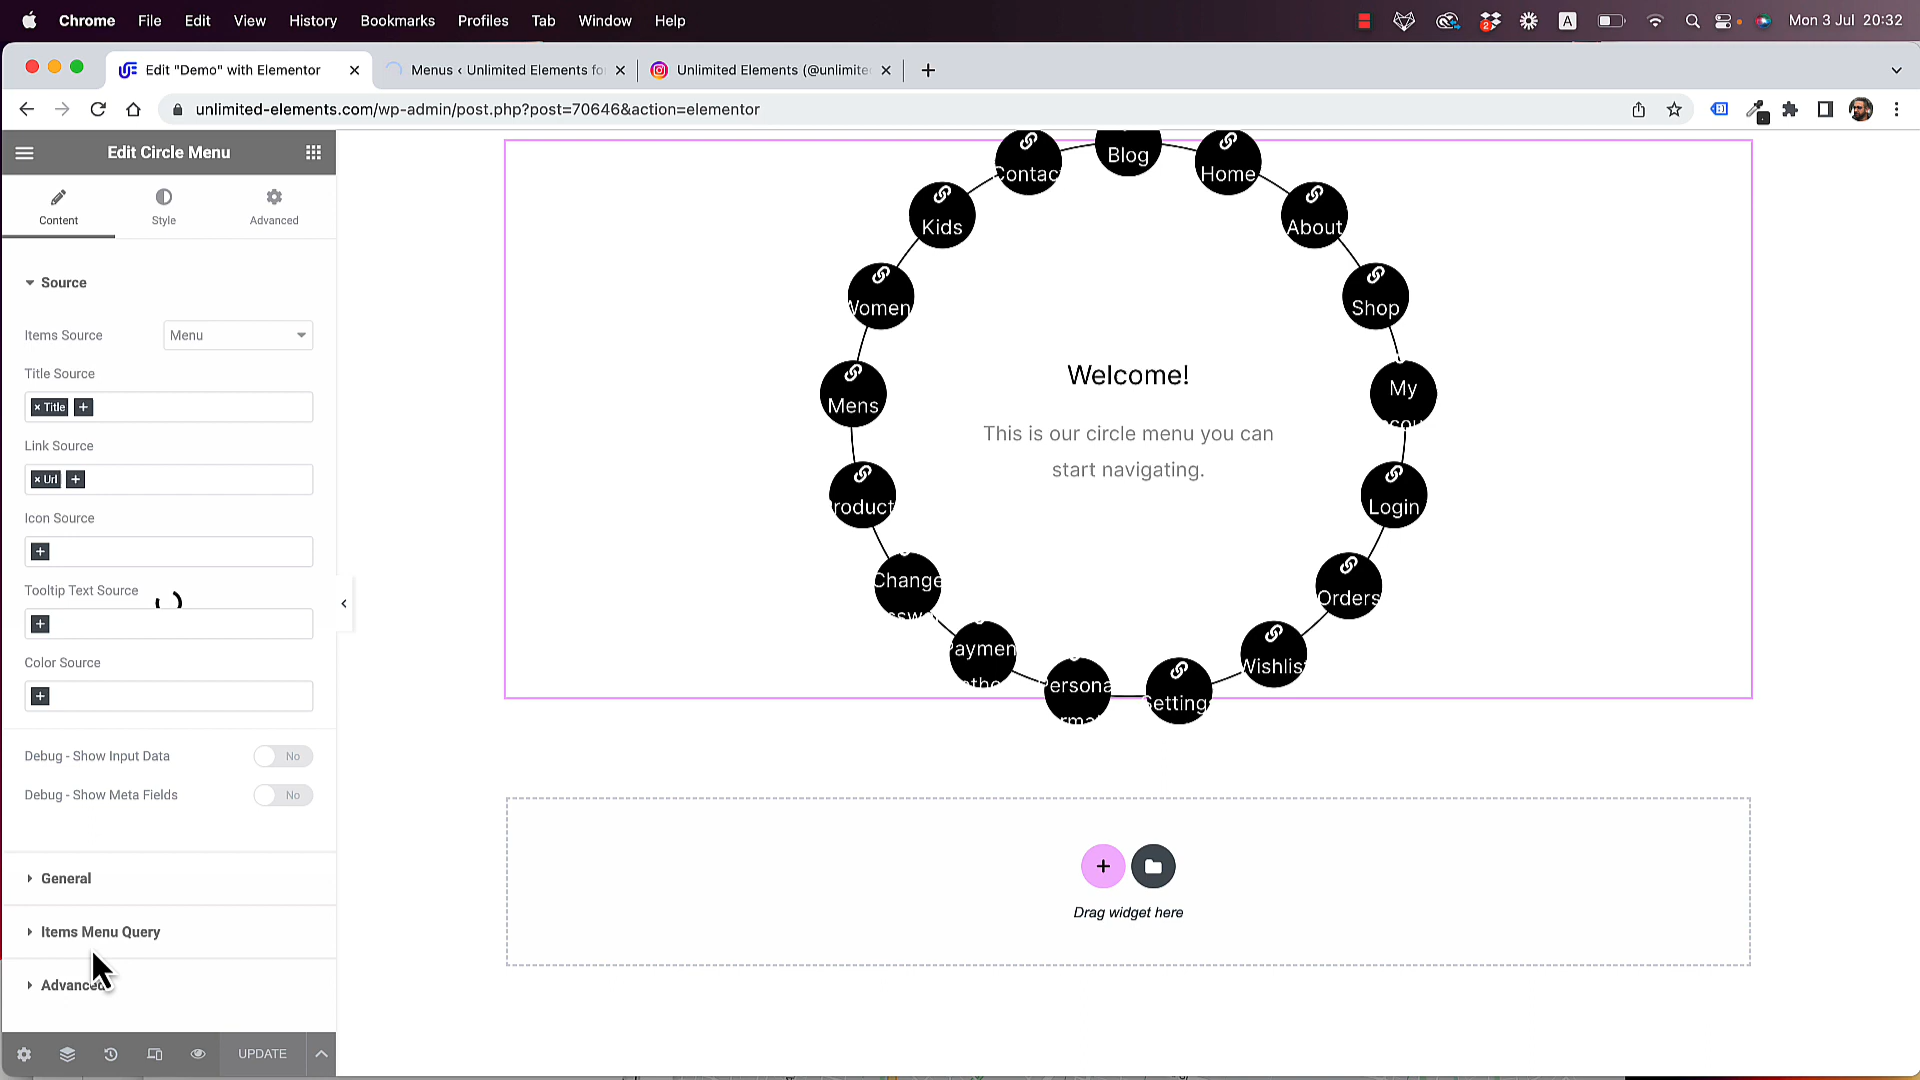 Chrome File Edit View History Bookmarks Profiles Tab Window Help
2 A Mon 3 Jul 20:32
Edit "Demo" with Elementor
Menus ‹ Unlimited Elements fo
Unlimited Elements (@unlimite
unlimited-elements.com/wp-admin/post.php?post=70646&action=elementor
Edit Circle Menu
Content Style Advanced
Source
Items Source Menu
Title Source
× Title +
Link Source
× Url +
Icon Source
+
Tooltip Text Source
+
Color Source
+
Debug - Show Input Data No
Debug - Show Meta Fields No
General
Items Menu Query
Advanced
UPDATE
Blog
Home
About
Shop
My
Login
Orders
Wishlis
Setting
Persona
Paymen
Change
roduct
Mens
Women
Kids
Contac
Welcome!
This is our circle menu you can
start navigating.
Drag widget here